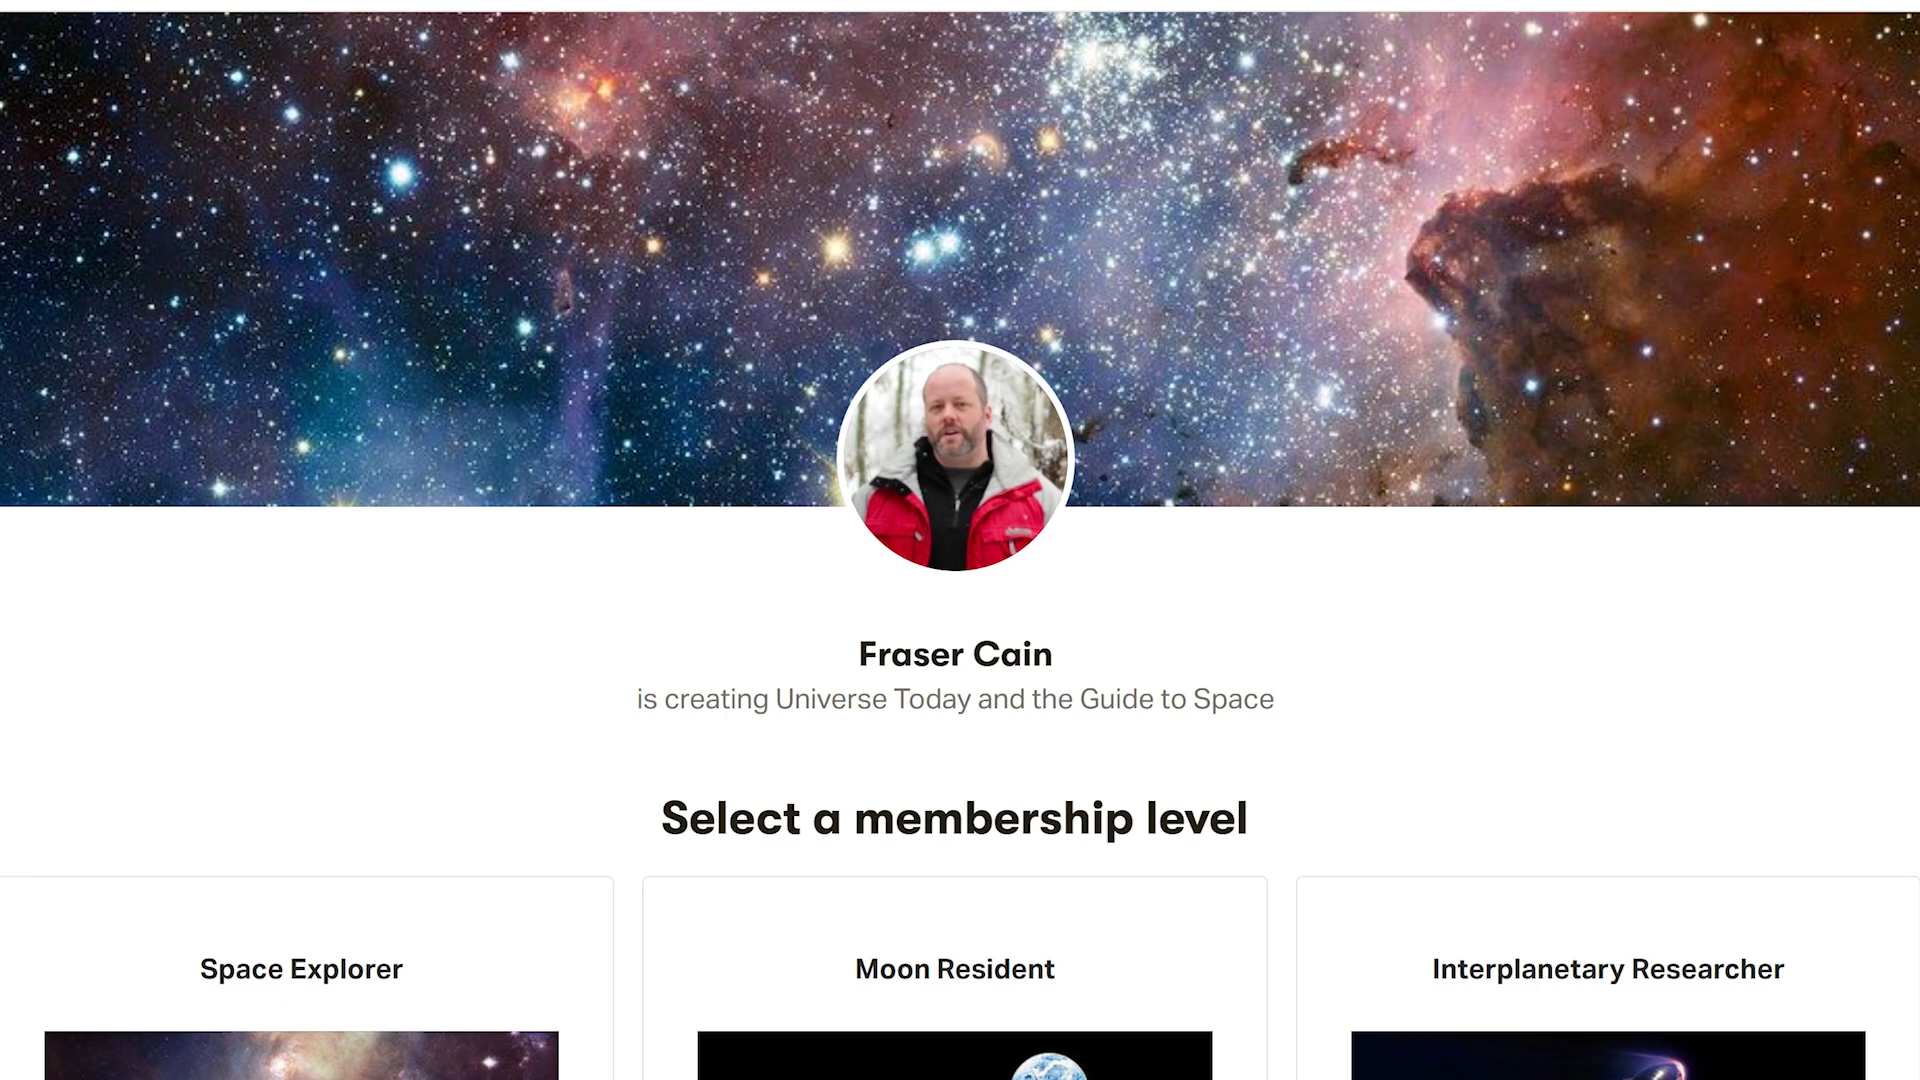 Fraser Cain
is creating Universe Today and the Guide to Space
Select a membership level
Space Explorer
Moon Resident
Interplanetary Researcher